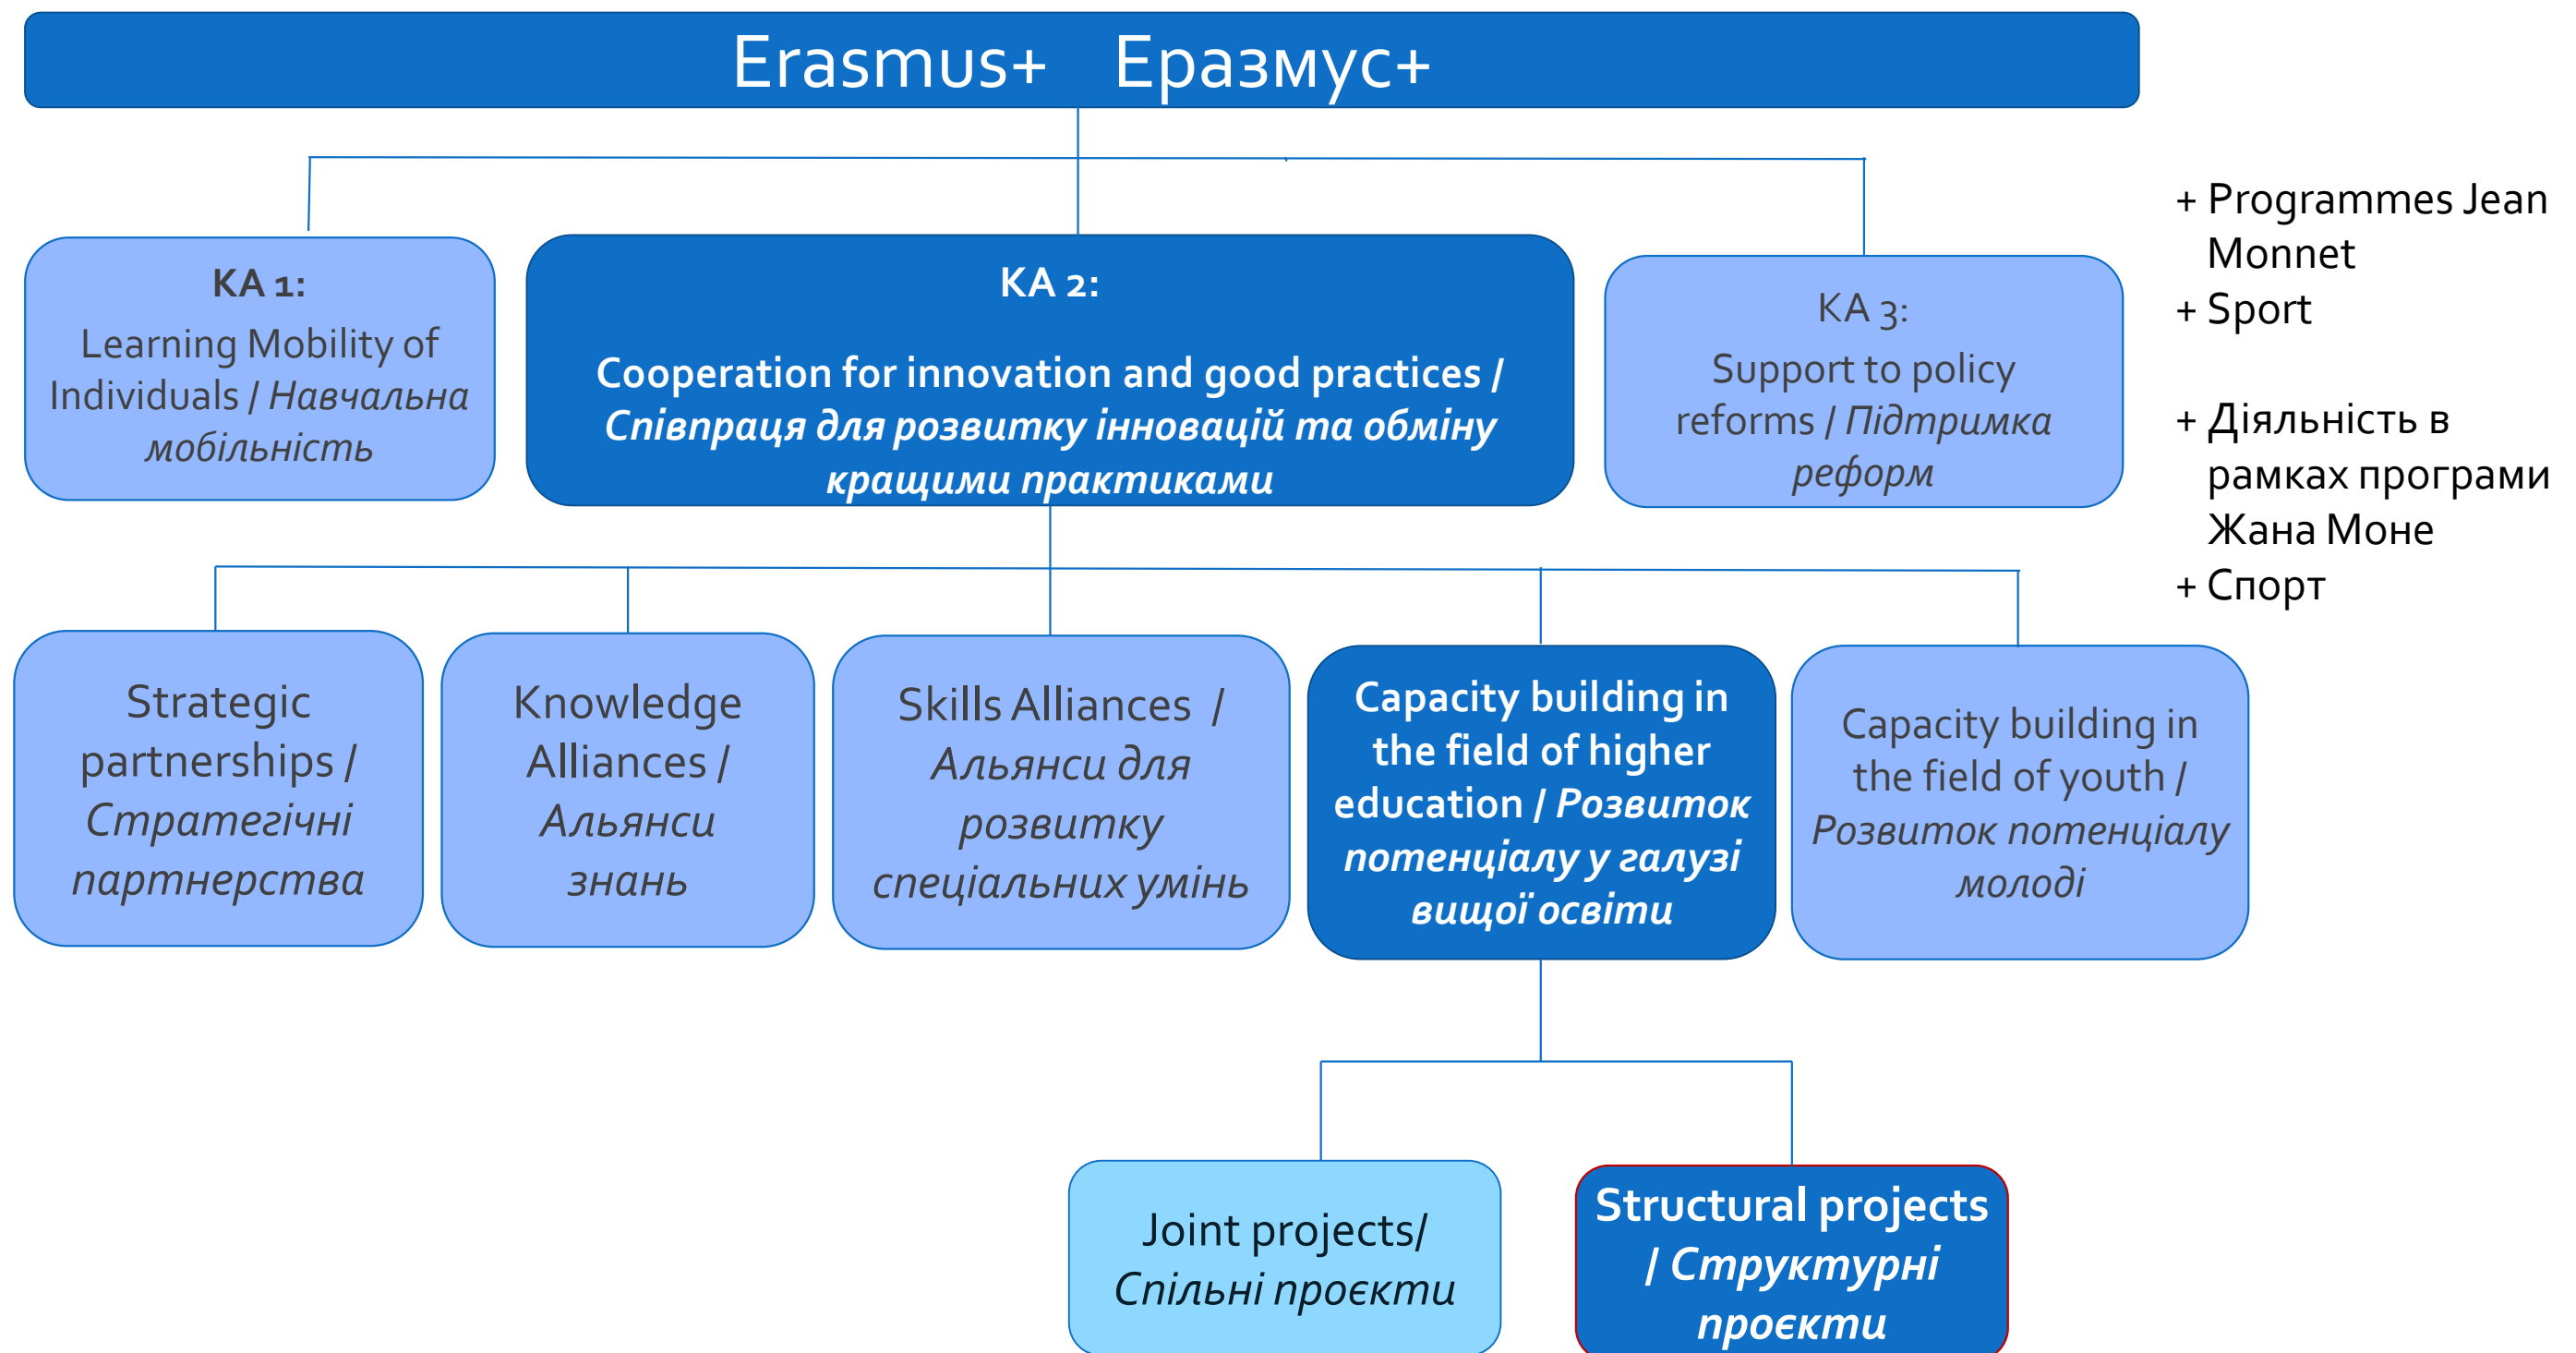 Erasmus+ Еразмус+
KA 1:
Learning Mobility of
Individuals / Навчальна
мобільність
KA 2:
Cooperation for innovation and good practices /
Співпраця для розвитку інновацій та обміну
кращими практиками
KA 3:
Support to policy
reforms / Підтримка
реформ
+ Programmes Jean
Monnet
+ Sport
+ Діяльність в
рамках програми
Жана Моне
+ Спорт
Strategic
partnerships /
Стратегічні
партнерства
Knowledge
Alliances /
Альянси
знань
Skills Alliances /
Альянси для
розвитку
спеціальних умінь
Capacity building in
the field of higher
education / Розвиток
потенціалу у галузі
вищої освіти
Capacity building in
the field of youth /
Розвиток потенціалу
молоді
Joint projects/
Спільні проєкти
Structural projects
/ Структурні
проєкти